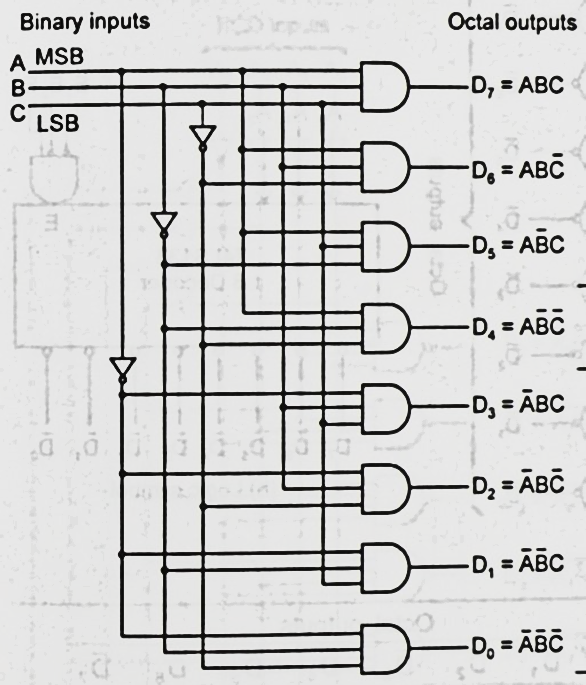 Binary inputs
Octal outputs
A MSB
B
C
LSB
D₇ = ABC
D₆ = ABC̄
D₅ = AB̄C
D₄ = AB̄C̄
D₃ = ĀBC
D₂ = ĀBC̄
D₁ = ĀB̄C
D₀ = ĀB̄C̄